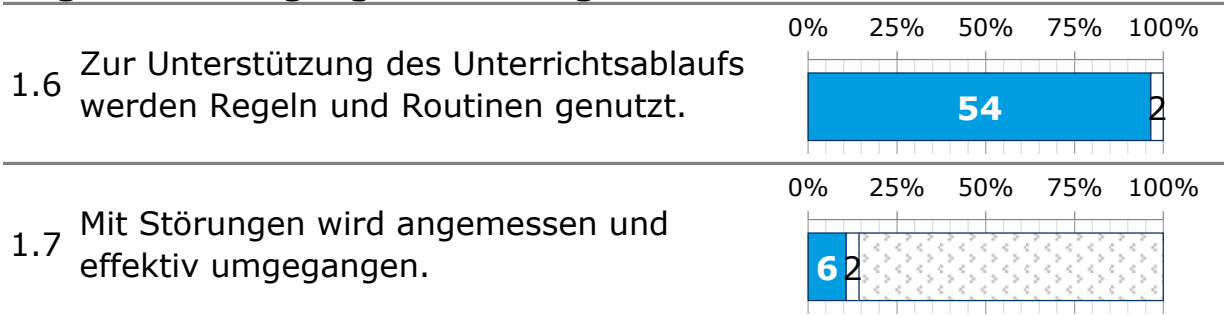 0% 25% 50% 75% 100%
1.6 Zur Unterstützung des Unterrichtsablaufs
werden Regeln und Routinen genutzt.
54 2
0% 25% 50% 75% 100%
1.7 Mit Störungen wird angemessen und
effektiv umgegangen.
6 2